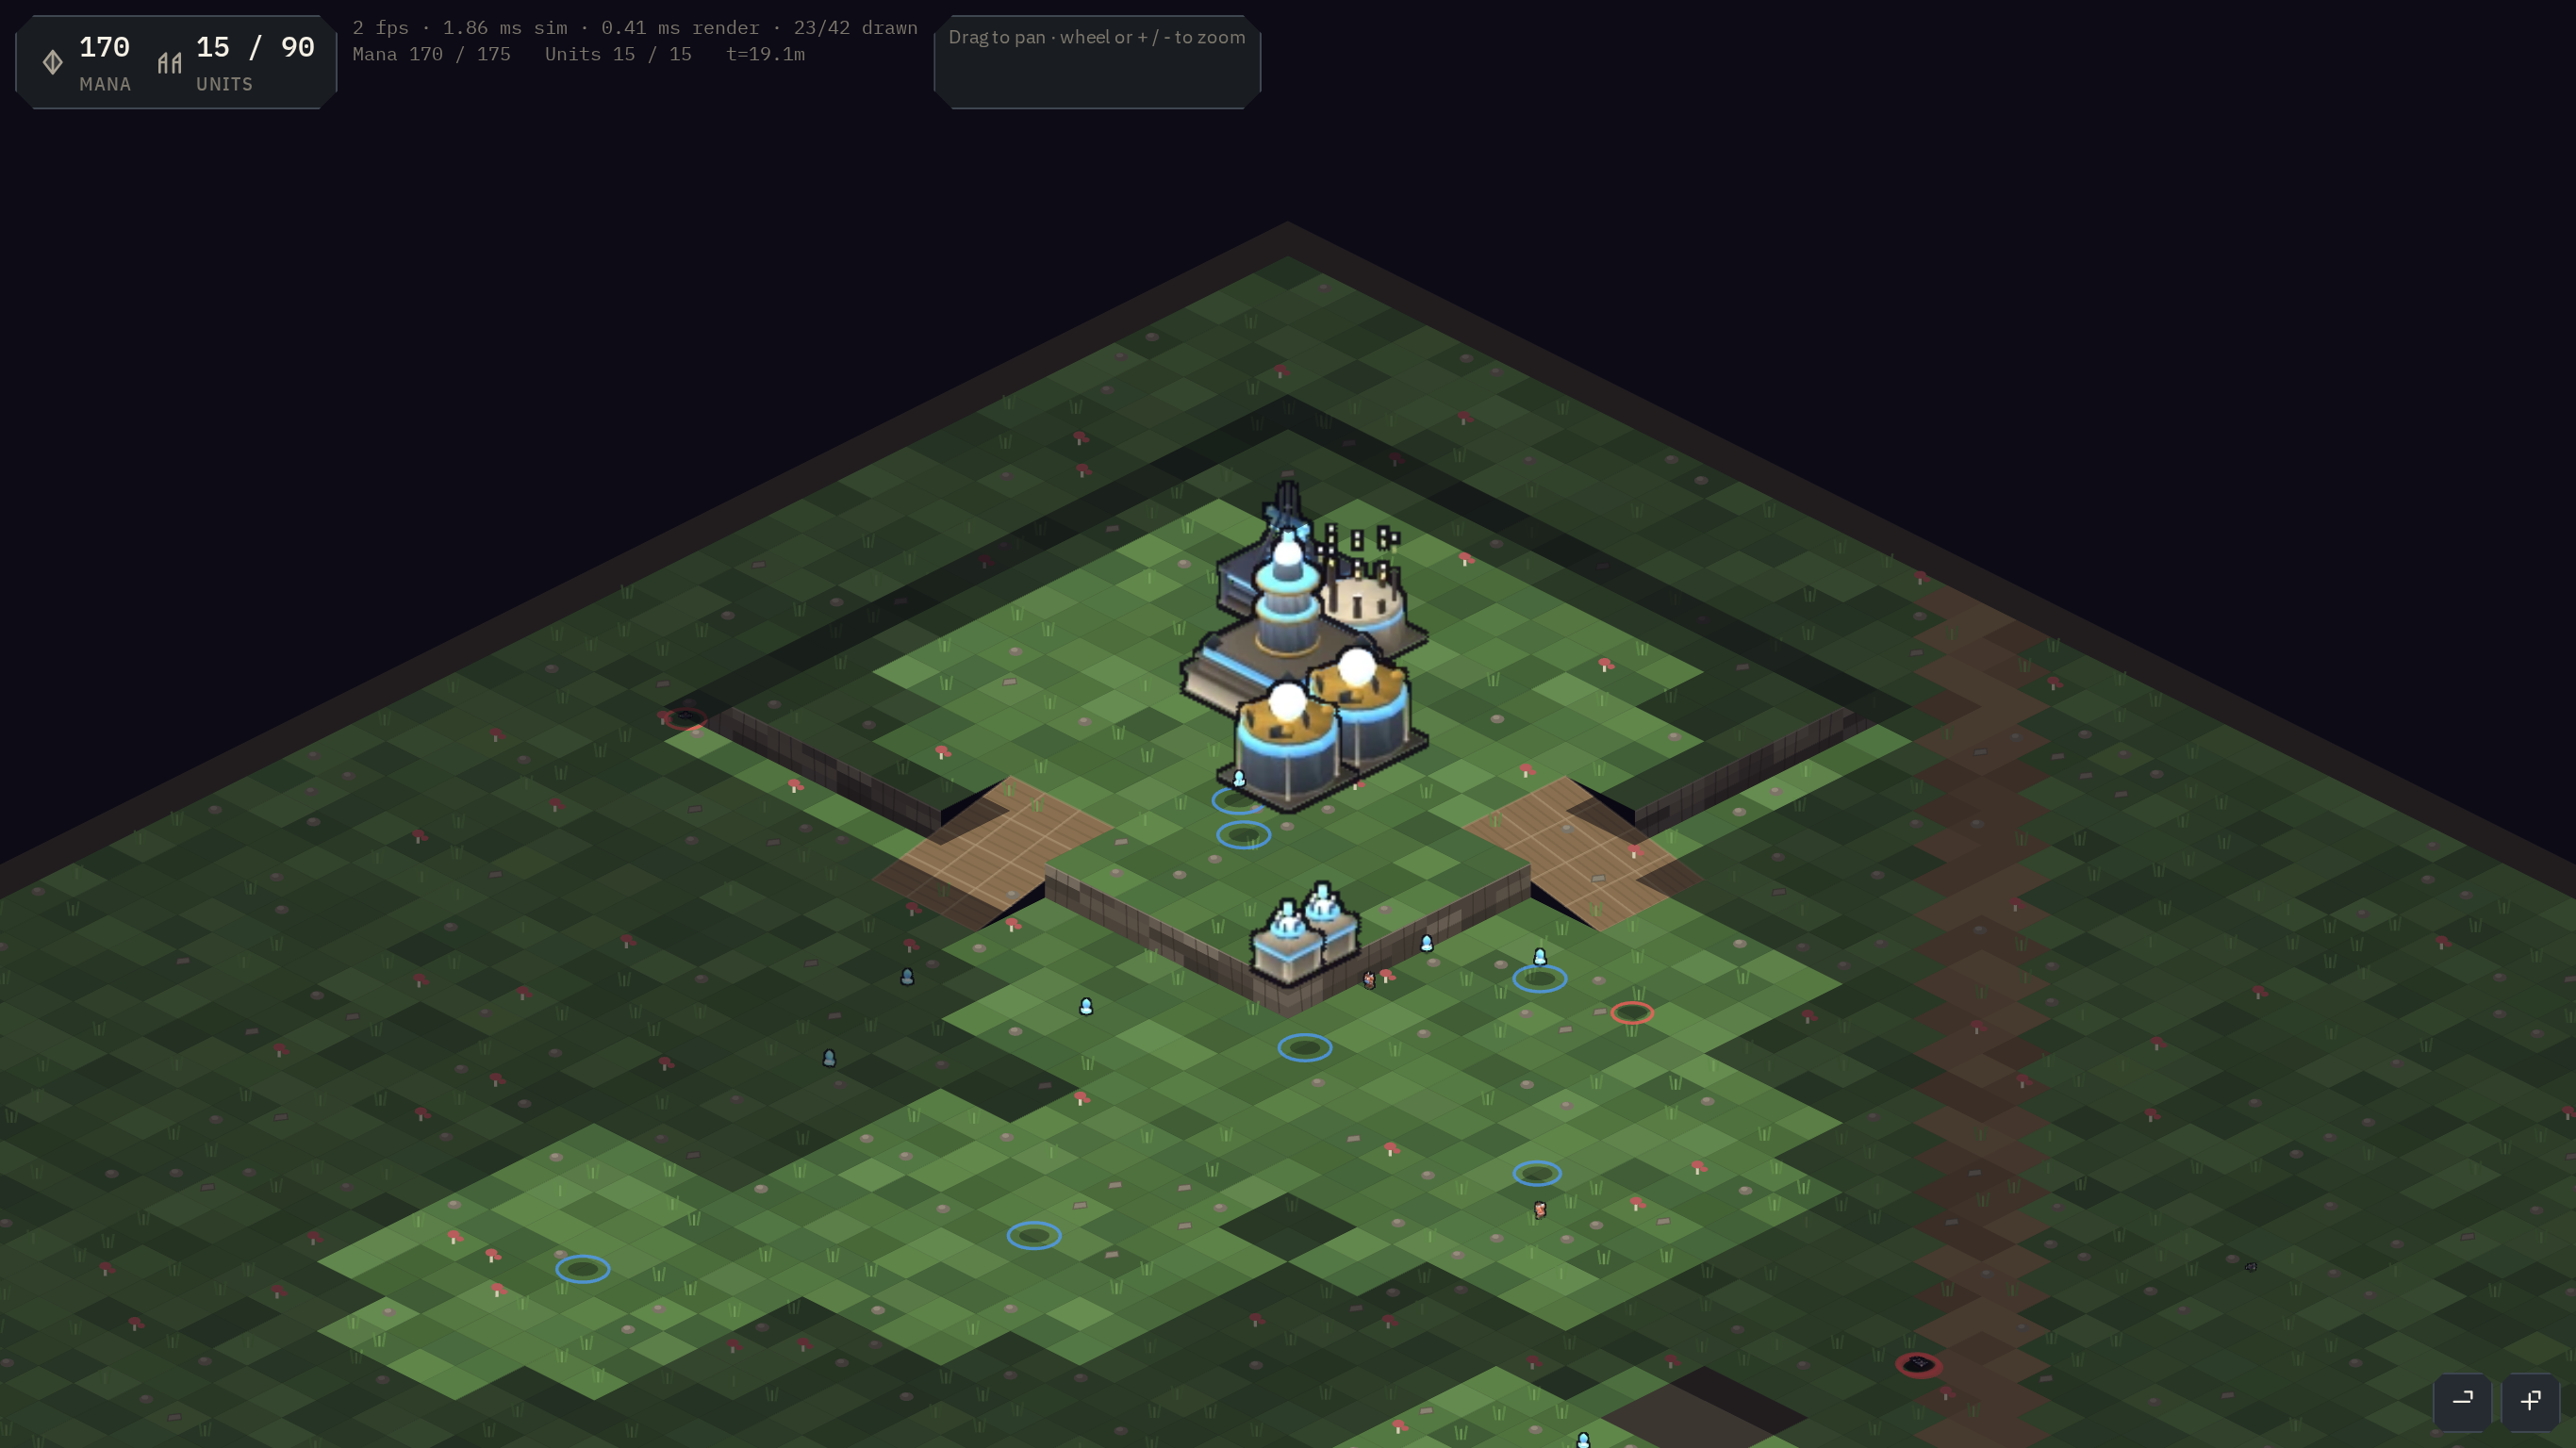 170
MANA
15 / 90
UNITS
2 fps · 1.86 ms sim · 0.41 ms render · 23/42 drawn
Mana 170 / 175 Units 15 / 15 t=19.1m
Drag to pan · wheel or + / - to zoom